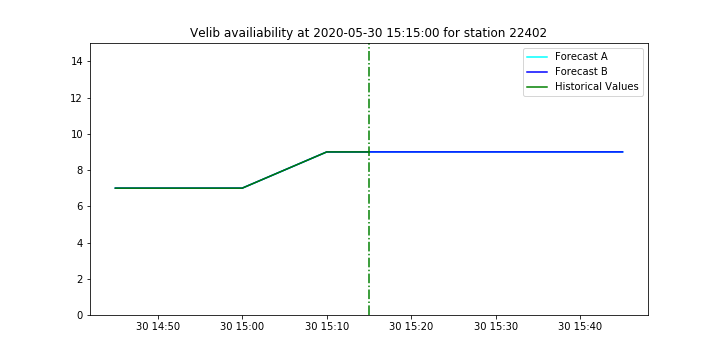 Velib availiability at 2020-05-30 15:15:00 for station 22402
Forecast A
Forecast B
Historical Values
14
12
10
8
6
4
2
0
30 14:50 30 15:00 30 15:10 30 15:20 30 15:30 30 15:40